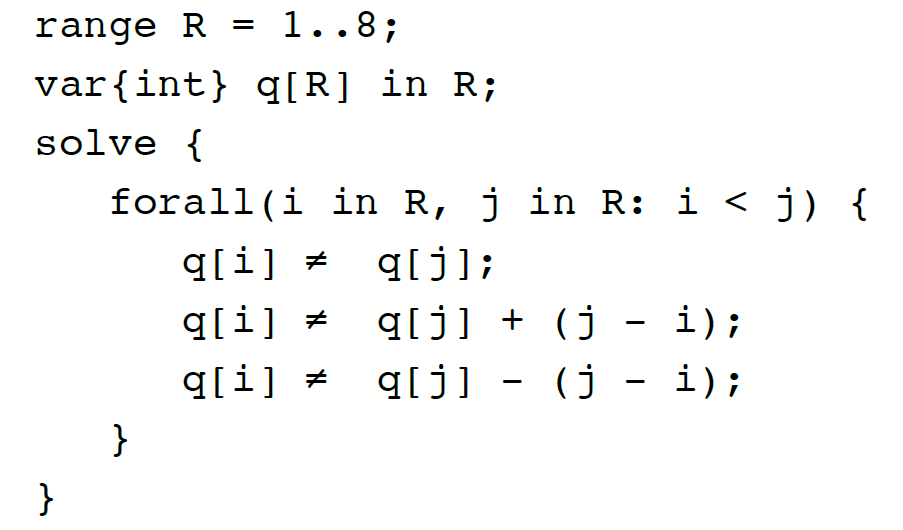 range R = 1..8;
var{int} q[R] in R;
solve {
   forall(i in R, j in R: i < j) {
      q[i] ≠  q[j];
      q[i] ≠  q[j] + (j - i);
      q[i] ≠  q[j] - (j - i);
   }
}